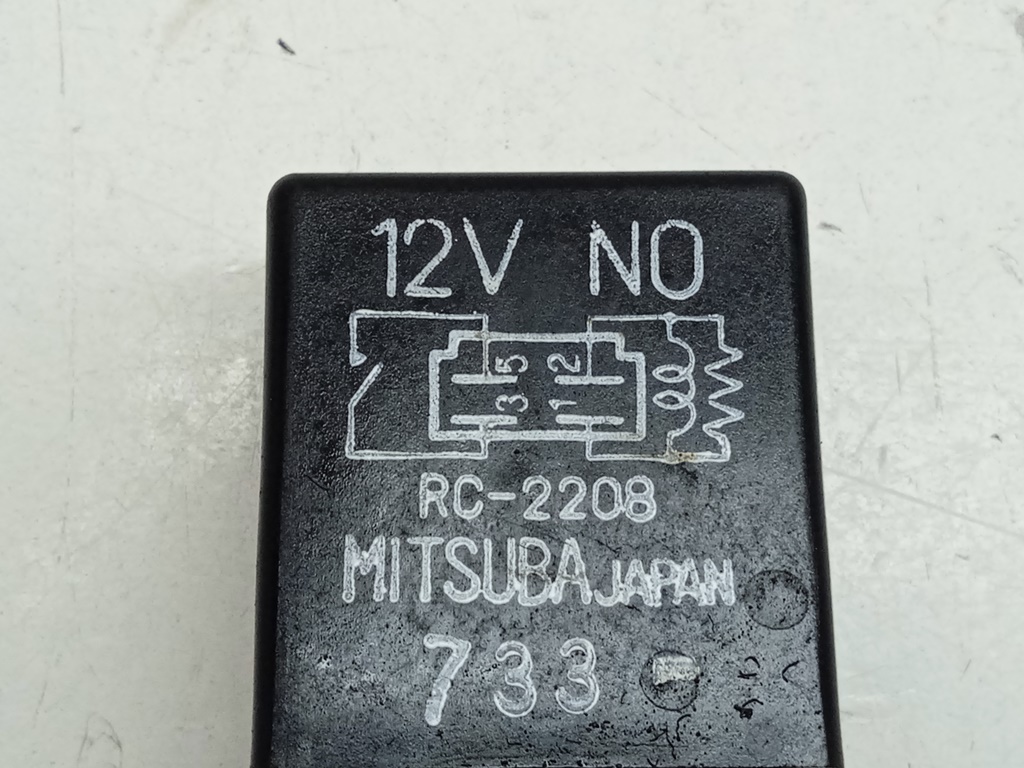 12V NO
5 2
3 1
RC-2208
MITSUBA JAPAN
733